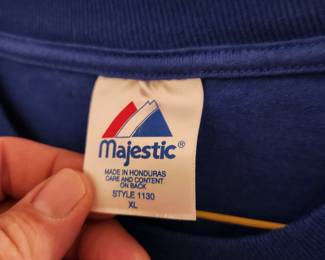 Majestic®
MADE IN HONDURAS
CARE AND CONTENT
ON BACK
STYLE 1130
XL